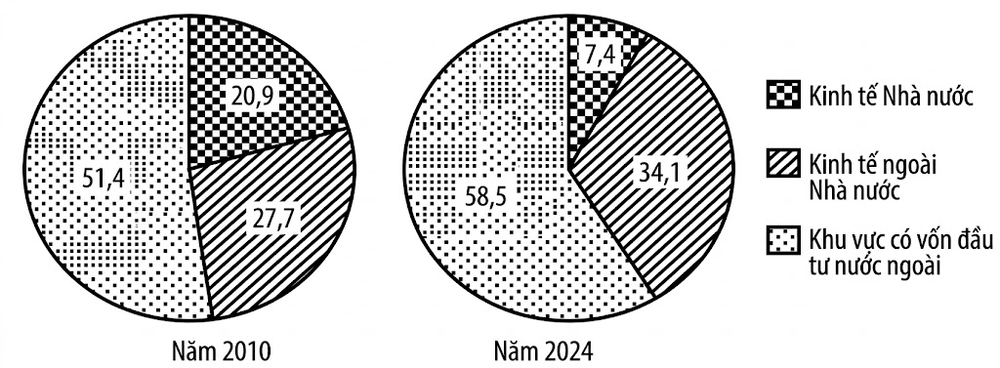 20,9
51,4
27,7
Năm 2010
7,4
34,1
58,5
Năm 2024
Kinh tế Nhà nước
Kinh tế ngoài
Nhà nước
Khu vực có vốn đầu
tư nước ngoài